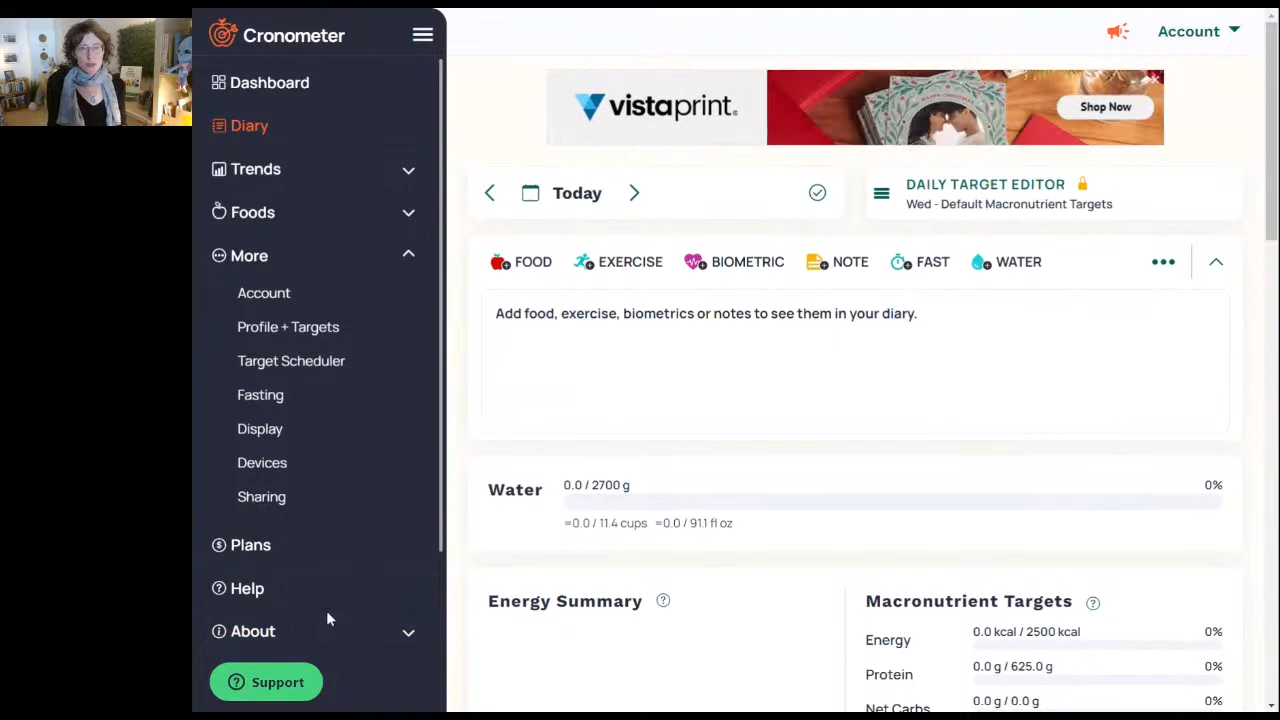 Cronometer
Dashboard
Diary
Trends
Foods
More
Account
Profile + Targets
Target Scheduler
Fasting
Display
Devices
Sharing
Plans
Help
About
Support
Account
vistaprint.
Shop Now
Today
DAILY TARGET EDITOR
Wed - Default Macronutrient Targets
FOOD EXERCISE BIOMETRIC NOTE FAST WATER
Add food, exercise, biometrics or notes to see them in your diary.
Water 0.0 / 2700 g 0%
=0.0 / 11.4 cups =0.0 / 91.1 fl oz
Energy Summary
Macronutrient Targets
Energy 0.0 kcal / 2500 kcal 0%
Protein 0.0 g / 625.0 g 0%
Net Carbs 0.0 g / 0.0 g 0%